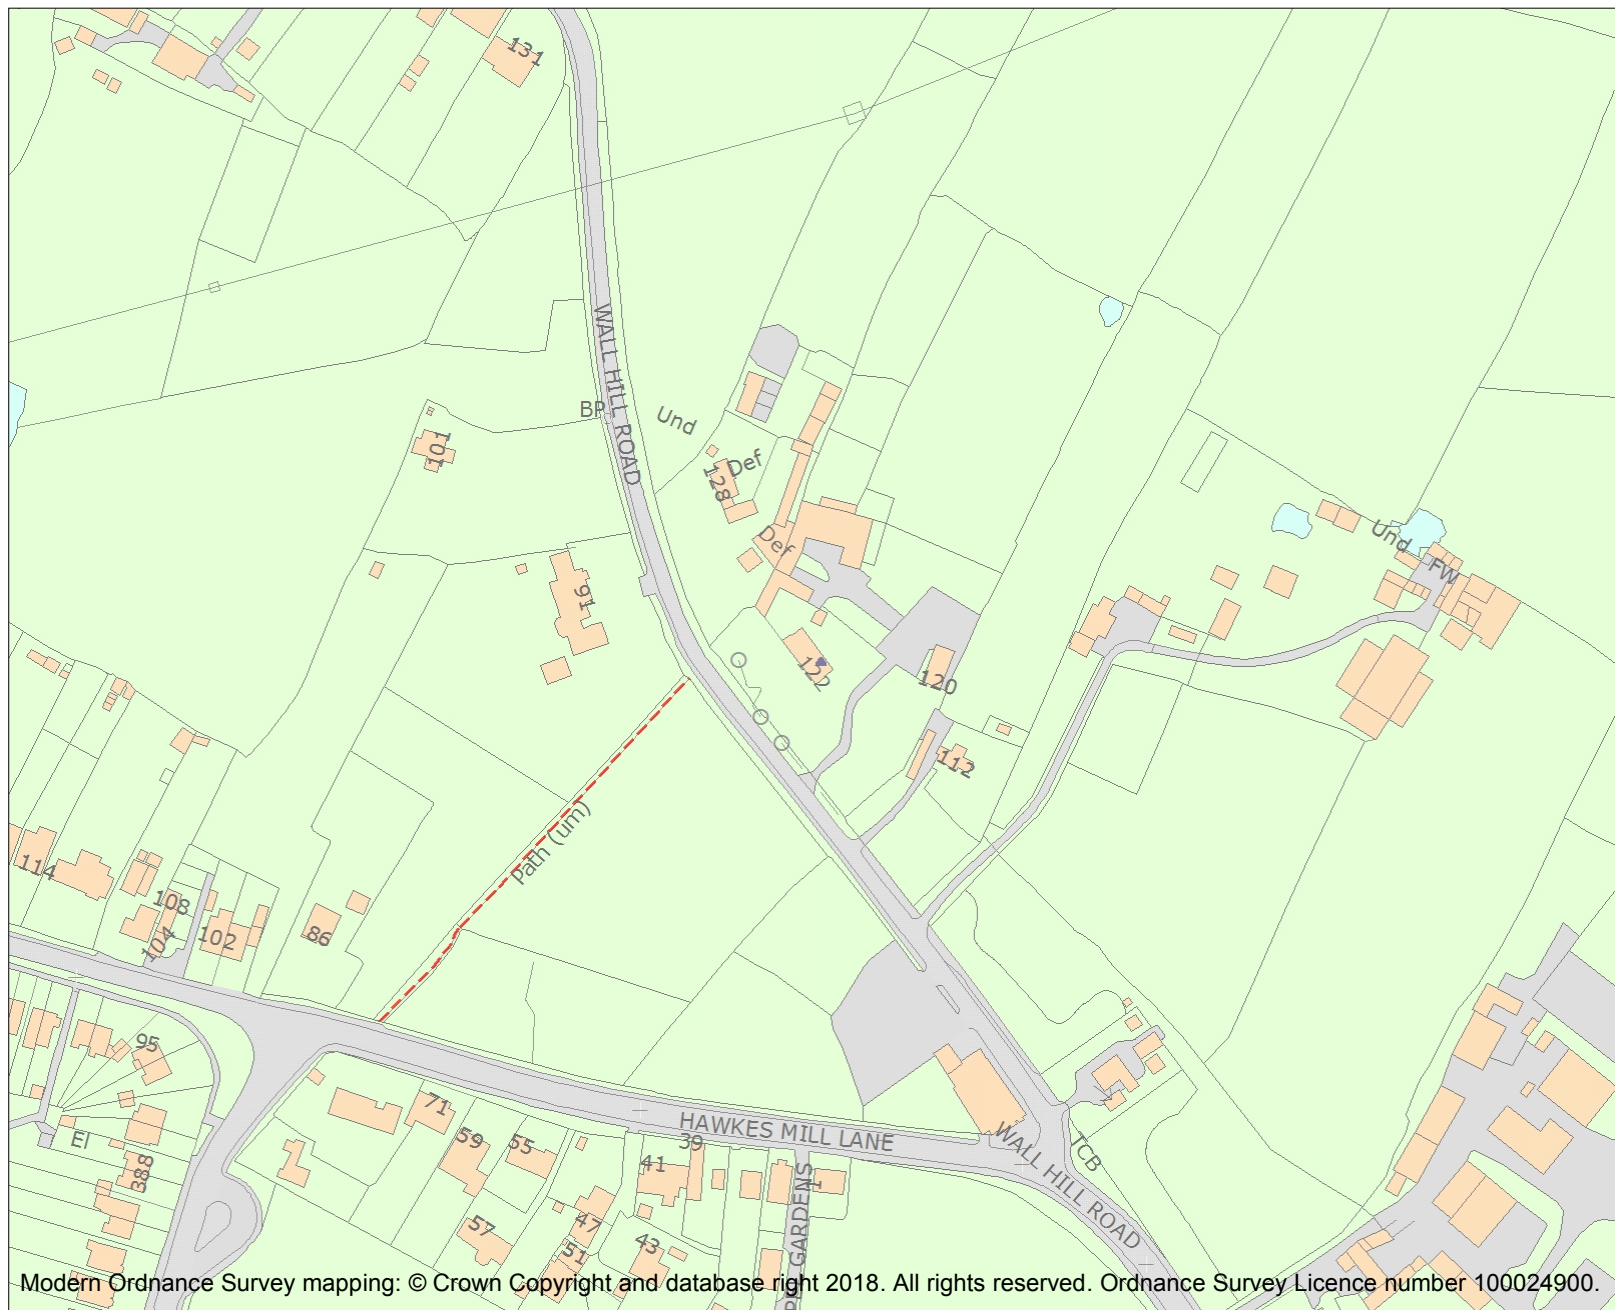 131
WALL HILL ROAD
BP
Und
101
Def
128
Def
Und
FW
91
122
120
112
Path (um)
114
108
104
102
86
95
71
59
55
39
HAWKES MILL LANE
WALL HILL ROAD
TCB
El
388
41
1
57
47
51
43
GARDENS
Modern Ordnance Survey mapping: © Crown Copyright and database right 2018. All rights reserved. Ordnance Survey Licence number 100024900.